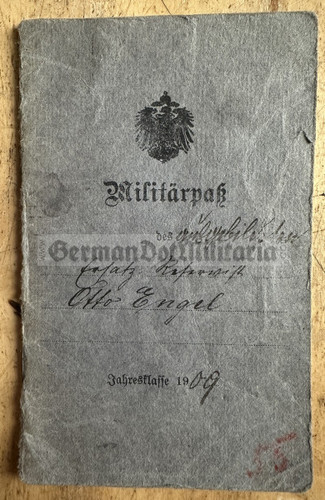 Militärpaß
des
GermanDotMilitaria
Ersatz Reservist
Otto Engel
Jahresklasse 1909